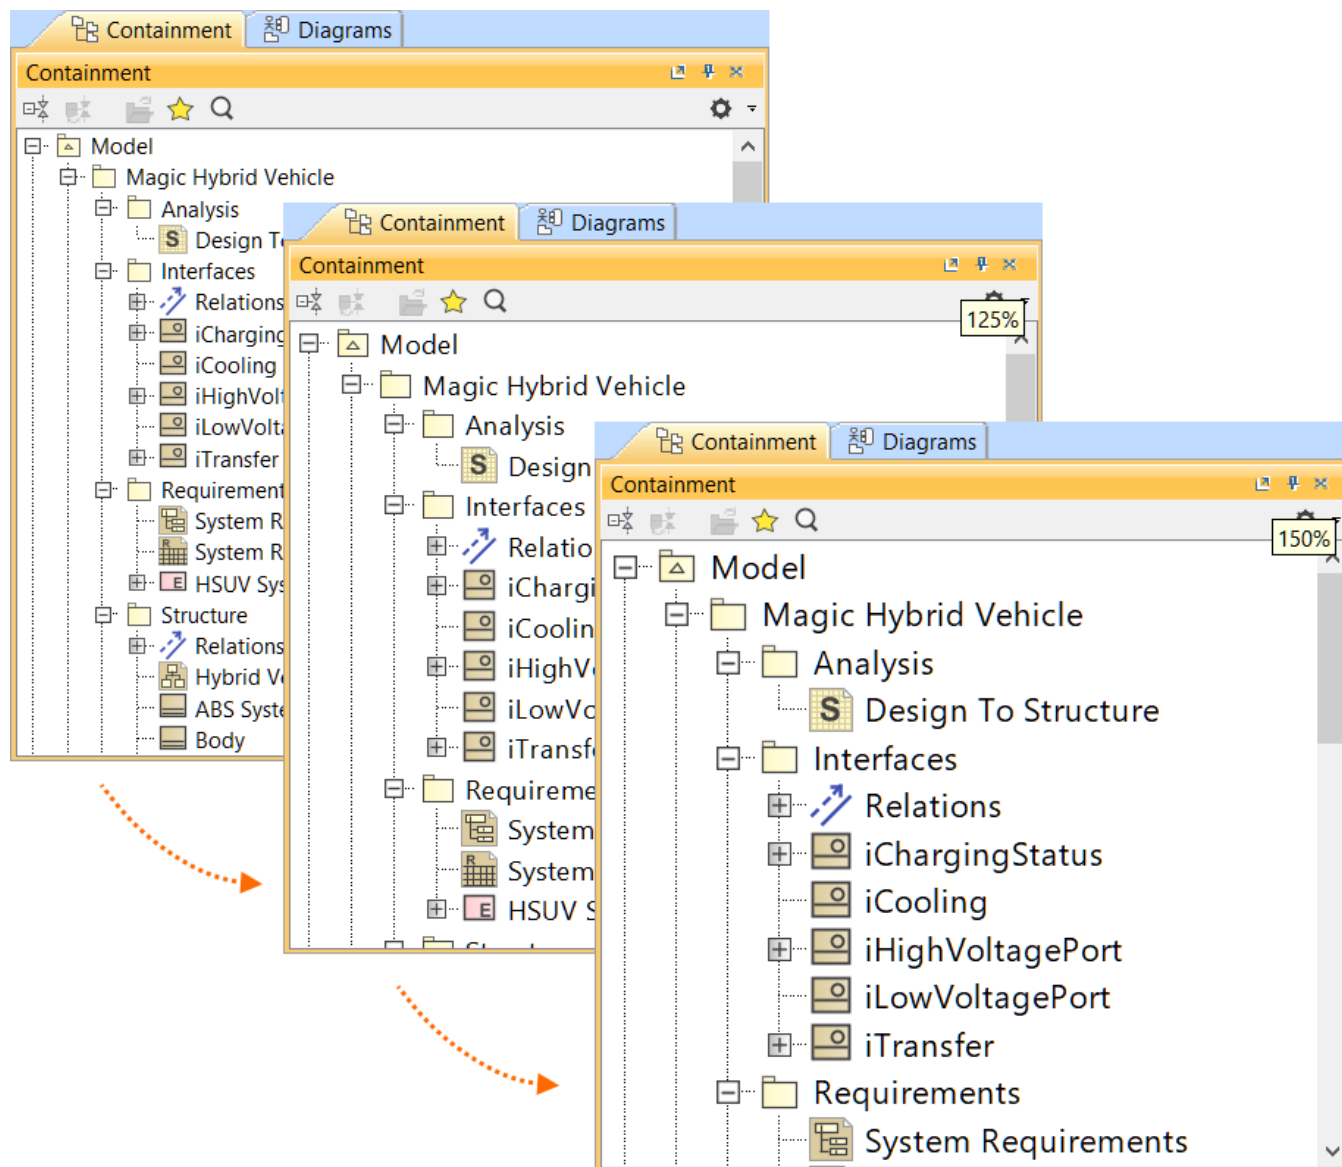 Containment
Diagrams
Containment
Model
Magic Hybrid Vehicle
Analysis
S Design T
Interfaces
Relations
iCharging
iCooling
iHighVolt
iLowVolta
iTransfer
Requirement
System R
R System R
E HSUV Sys
Structure
Relations
Hybrid V
ABS Syste
Body
Containment
Diagrams
Containment
125%
Model
Magic Hybrid Vehicle
Analysis
S Design
Interfaces
Relatio
iChargi
iCoolin
iHighV
iLowVo
iTransf
Requireme
System
R System
E HSUV S
Containment
Diagrams
Containment
150%
Model
Magic Hybrid Vehicle
Analysis
S Design To Structure
Interfaces
Relations
iChargingStatus
iCooling
iHighVoltagePort
iLowVoltagePort
iTransfer
Requirements
System Requirements